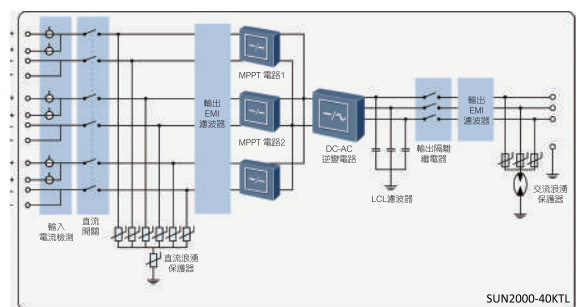 輸入
電流檢測
直流
開關
直流浪湧
保護器
輸出
EMI
濾波器
MPPT 電路1
MPPT 電路2
DC-AC
逆變電路
LCL濾波器
輸出隔離
繼電器
輸出
EMI
濾波器
交流浪湧
保護器
SUN2000-40KTL